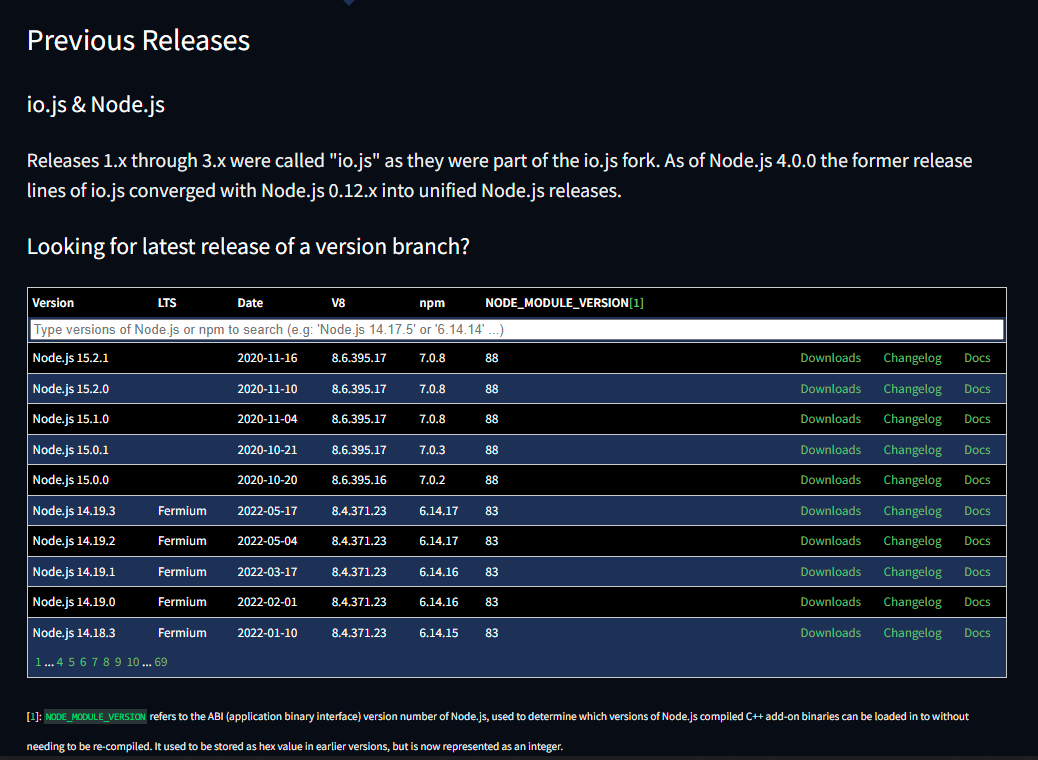 Previous Releases
io.js & Node.js
Releases 1.x through 3.x were called "io.js" as they were part of the io.js fork. As of Node.js 4.0.0 the former release
lines of io.js converged with Node.js 0.12.x into unified Node.js releases.
Looking for latest release of a version branch?
Version LTS Date V8 npm NODE_MODULE_VERSION[1]
Type versions of Node.js or npm to search (e.g: 'Node.js 14.17.5' or '6.14.14' ...)
Node.js 15.2.1 2020-11-16 8.6.395.17 7.0.8 88 Downloads Changelog Docs
Node.js 15.2.0 2020-11-10 8.6.395.17 7.0.8 88 Downloads Changelog Docs
Node.js 15.1.0 2020-11-04 8.6.395.17 7.0.8 88 Downloads Changelog Docs
Node.js 15.0.1 2020-10-21 8.6.395.17 7.0.3 88 Downloads Changelog Docs
Node.js 15.0.0 2020-10-20 8.6.395.16 7.0.2 88 Downloads Changelog Docs
Node.js 14.19.3 Fermium 2022-05-17 8.4.371.23 6.14.17 83 Downloads Changelog Docs
Node.js 14.19.2 Fermium 2022-05-04 8.4.371.23 6.14.17 83 Downloads Changelog Docs
Node.js 14.19.1 Fermium 2022-03-17 8.4.371.23 6.14.16 83 Downloads Changelog Docs
Node.js 14.19.0 Fermium 2022-02-01 8.4.371.23 6.14.16 83 Downloads Changelog Docs
Node.js 14.18.3 Fermium 2022-01-10 8.4.371.23 6.14.15 83 Downloads Changelog Docs
1 ... 4 5 6 7 8 9 10 ... 69
[1]: NODE_MODULE_VERSION refers to the ABI (application binary interface) version number of Node.js, used to determine which versions of Node.js compiled C++ add-on binaries can be loaded in to without
needing to be re-compiled. It used to be stored as hex value in earlier versions, but is now represented as an integer.